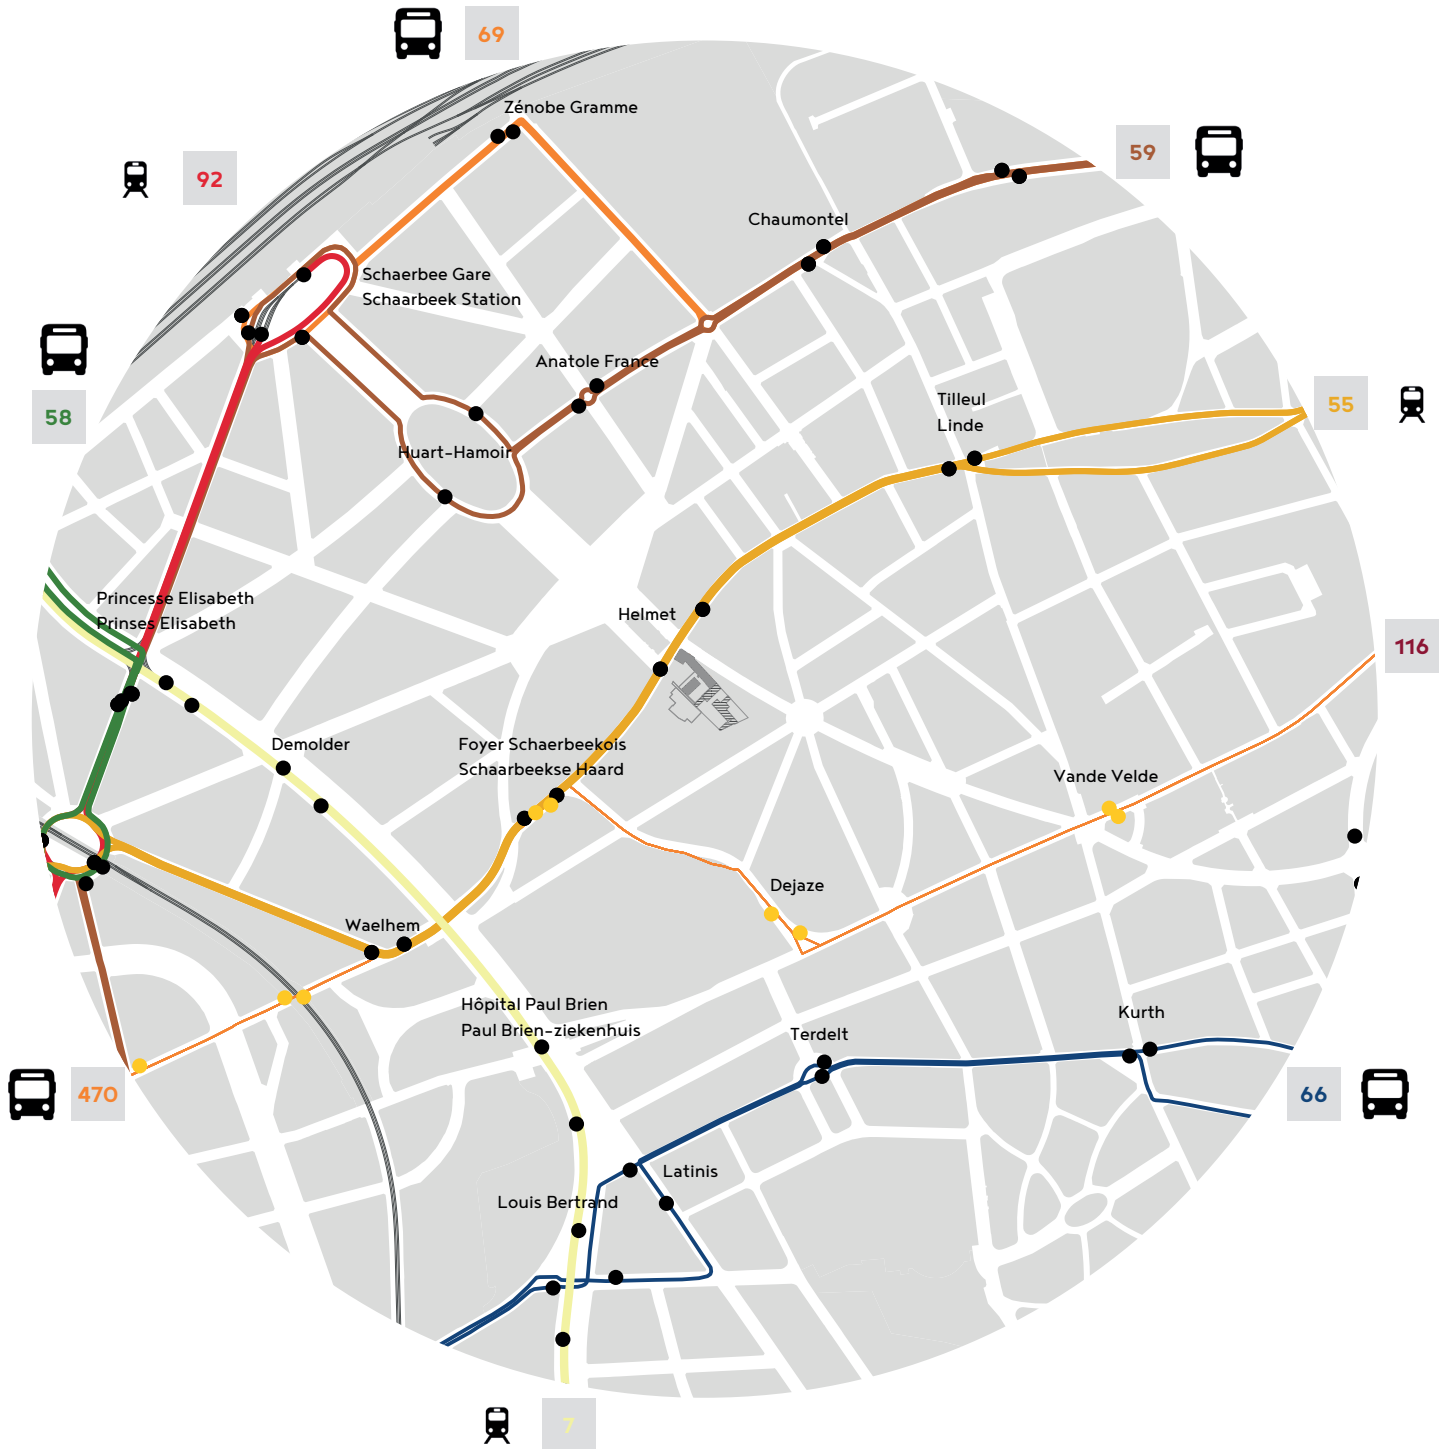 69
Zénobe Gramme
59
92
Chaumontel
Schaerbee Gare
Schaarbeek Station
Anatole France
58
Tilleul
Linde
55
Huart-Hamoir
Princesse Elisabeth
Prinses Elisabeth
Helmet
116
Demolder
Foyer Schaerbeekois
Schaarbeekse Haard
Vande Velde
Dejaze
Waelhem
Hôpital Paul Brien
Paul Brien-ziekenhuis
Kurth
Terdelt
470
66
Latinis
Louis Bertrand
7